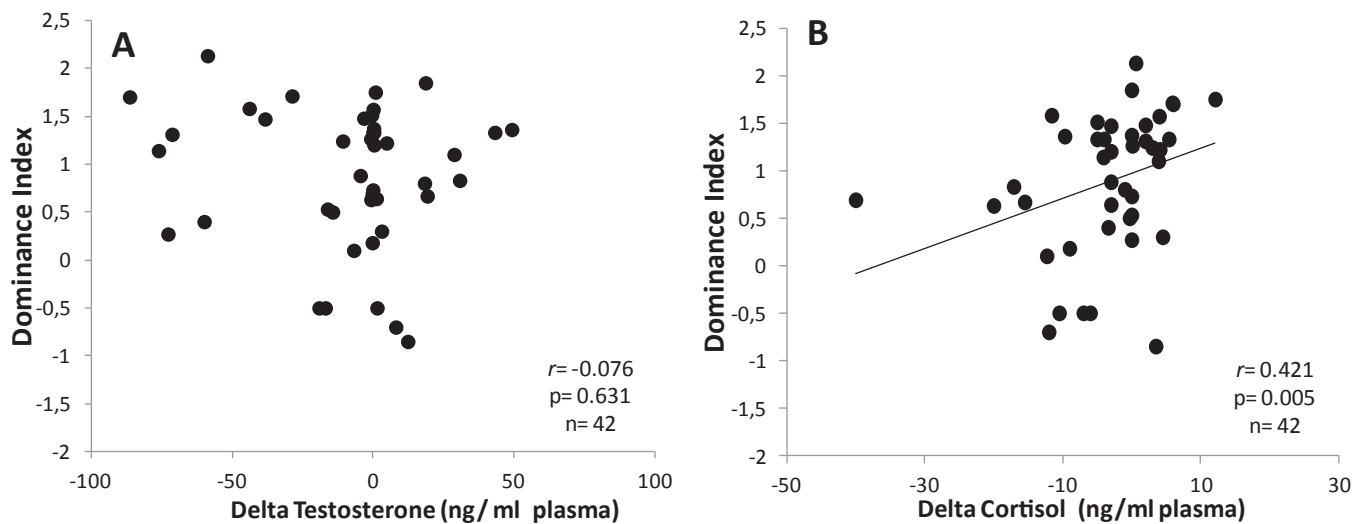 A
2,5
2
1,5
1
0,5
0
-0,5
-1
-1,5
-2
Dominance Index
-100
-50
0
50
100
Delta Testosterone (ng/ ml plasma)
r= -0.076
p= 0.631
n= 42
B
2,5
2
1,5
1
0,5
0
-0,5
-1
-1,5
-2
Dominance Index
-50
-30
-10
10
30
Delta Cortisol (ng/ml plasma)
r= 0.421
p= 0.005
n= 42